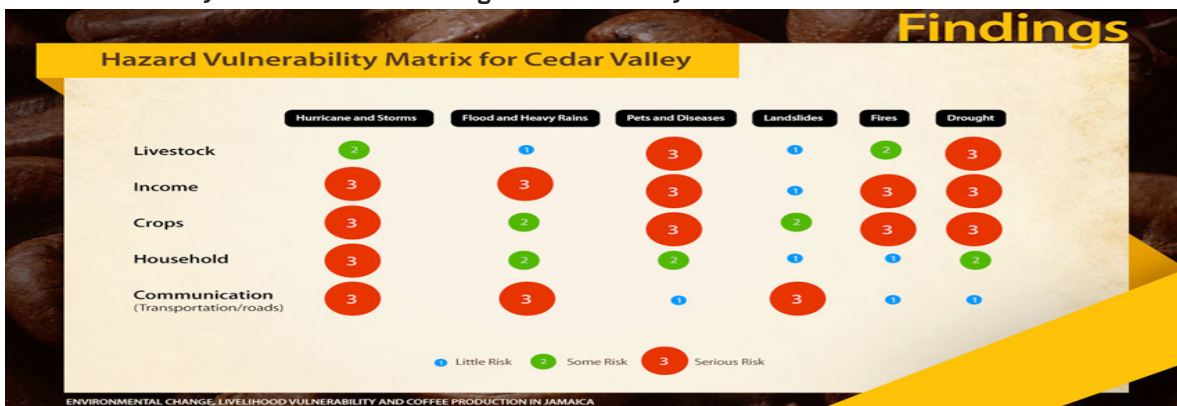 Findings
Hazard Vulnerability Matrix for Cedar Valley
Hurricane and Storms Flood and Heavy Rains Pets and Diseases Landslides Fires Drought
Livestock 2 1 3 1 2 3
Income 3 3 3 1 3 3
Crops 3 2 3 2 3 3
Household 3 2 2 1 1 2
Communication 3 3 1 3 1 1
(Transportation/roads)
1 Little Risk 2 Some Risk 3 Serious Risk
ENVIRONMENTAL CHANGE, LIVELIHOOD VULNERABILITY AND COFFEE PRODUCTION IN JAMAICA